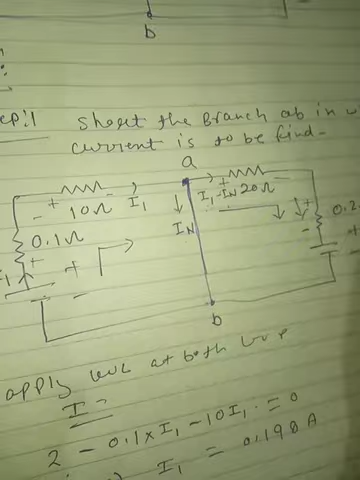 b
ep:1 Short the Branch ab in w
current is to be find-
a
+ - 10Ω I₁ I₁-IN 20Ω
- 0.1Ω + IN 0.2
+ -
b
apply KVL at both loop
I
2 - 0.1×I₁ - 10I₁ = 0
I₁ = 0.198A